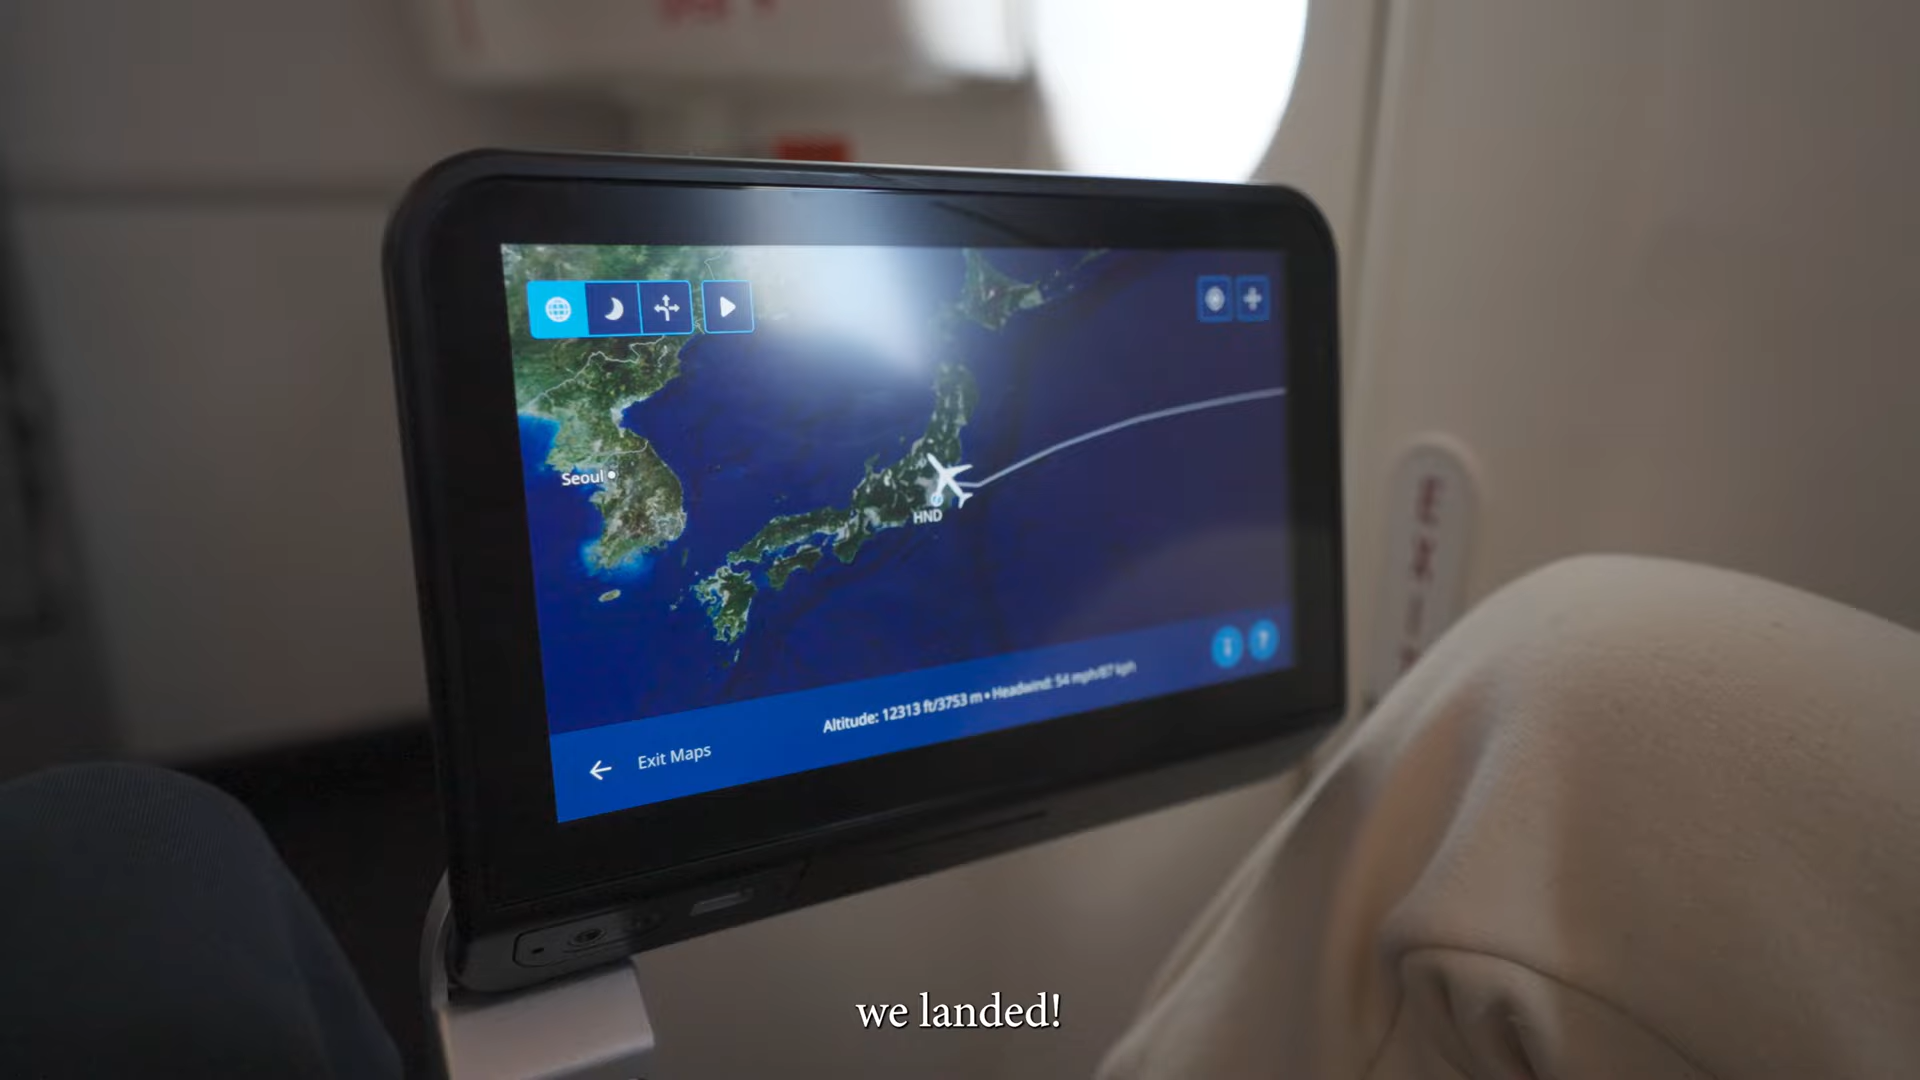 Seoul
HND
Altitude: 12313 ft/3753 m • Headwind: 54 mph/87 kph
Exit Maps
we landed!